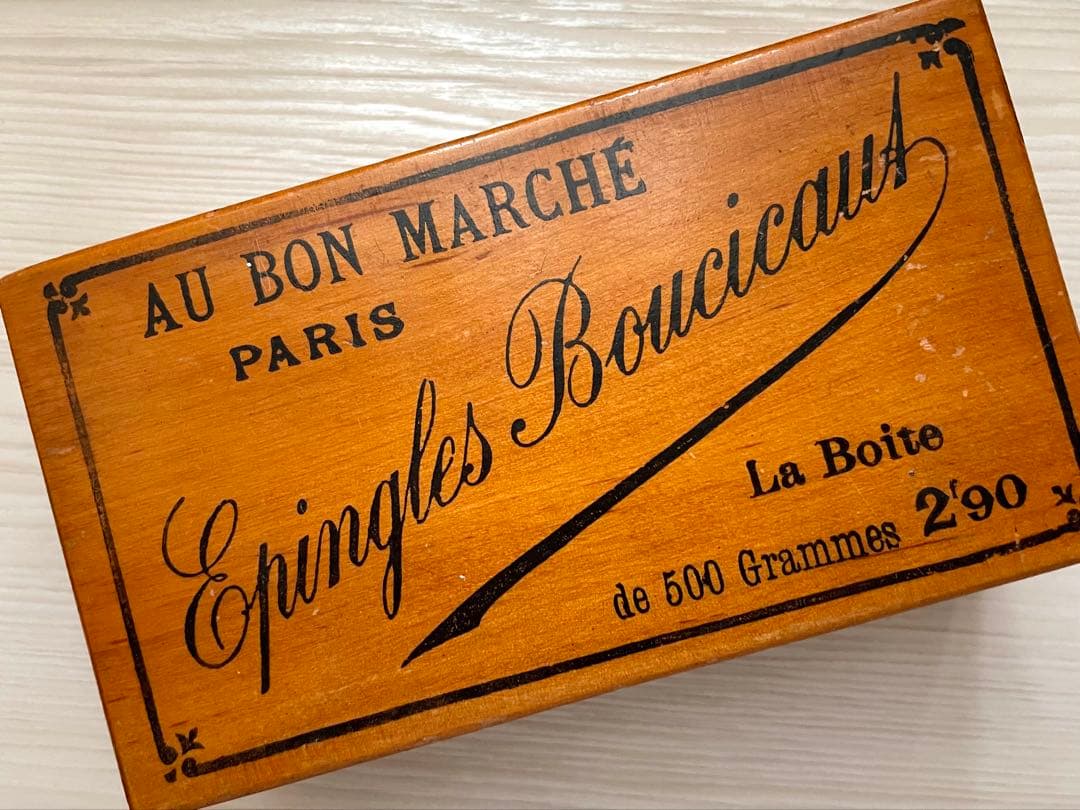 AU BON MARCHÉ
PARIS
Epingles Boucicaut
La Boite
de 500 Grammes 2f90